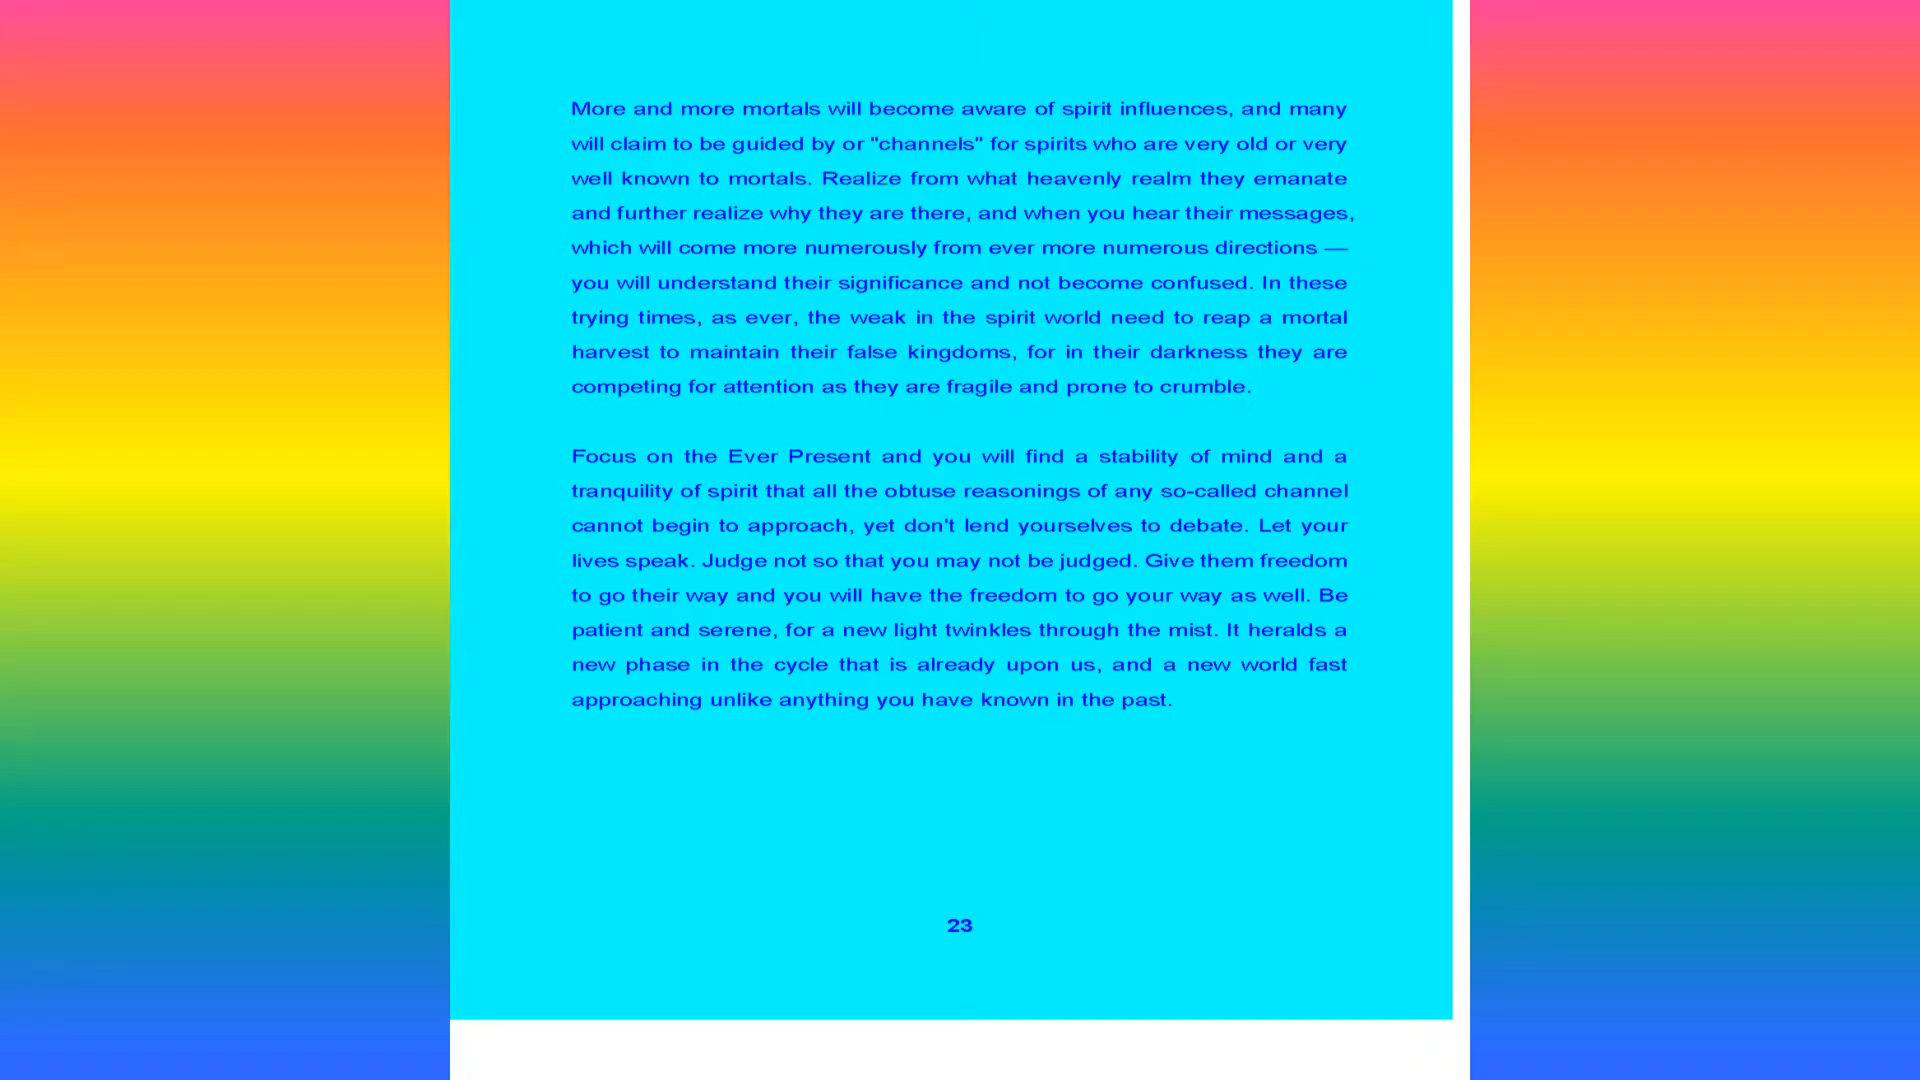 More and more mortals will become aware of spirit influences, and many
will claim to be guided by or "channels" for spirits who are very old or very
well known to mortals. Realize from what heavenly realm they emanate
and further realize why they are there, and when you hear their messages,
which will come more numerously from ever more numerous directions —
you will understand their significance and not become confused. In these
trying times, as ever, the weak in the spirit world need to reap a mortal
harvest to maintain their false kingdoms, for in their darkness they are
competing for attention as they are fragile and prone to crumble.
Focus on the Ever Present and you will find a stability of mind and a
tranquility of spirit that all the obtuse reasonings of any so-called channel
cannot begin to approach, yet don't lend yourselves to debate. Let your
lives speak. Judge not so that you may not be judged. Give them freedom
to go their way and you will have the freedom to go your way as well. Be
patient and serene, for a new light twinkles through the mist. It heralds a
new phase in the cycle that is already upon us, and a new world fast
approaching unlike anything you have known in the past.
23